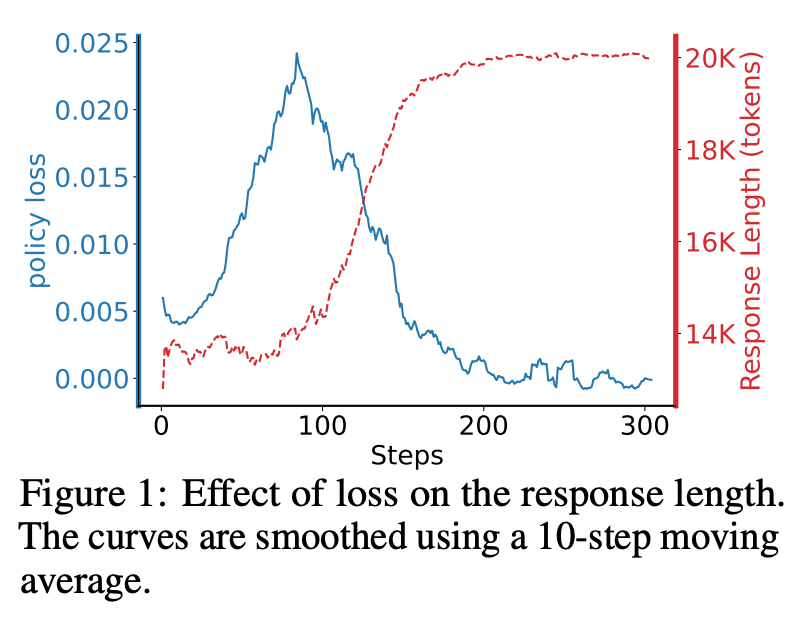 0.025
0.020
0.015
0.010
0.005
0.000
policy loss
20K
18K
16K
14K
Response Length (tokens)
0 100 200 300
Steps
Figure 1: Effect of loss on the response length.
The curves are smoothed using a 10-step moving
average.